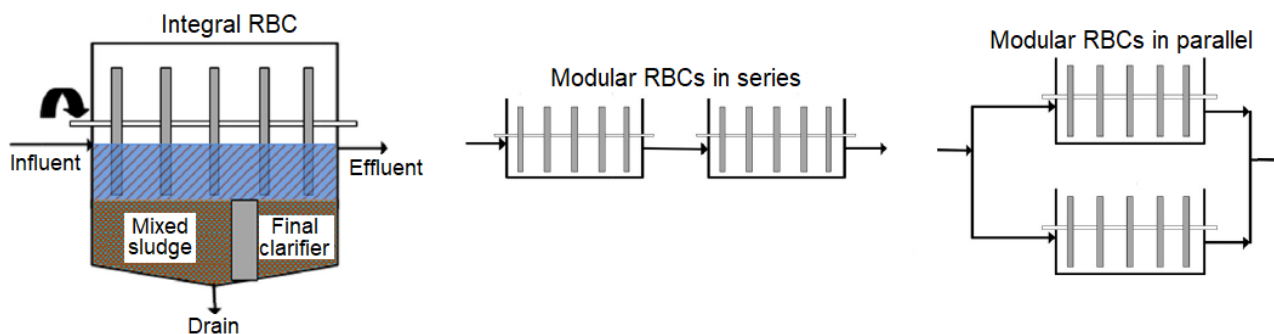 Integral RBC
Influent
Effluent
Mixed
sludge
Final
clarifier
Drain
Modular RBCs in series
Modular RBCs in parallel